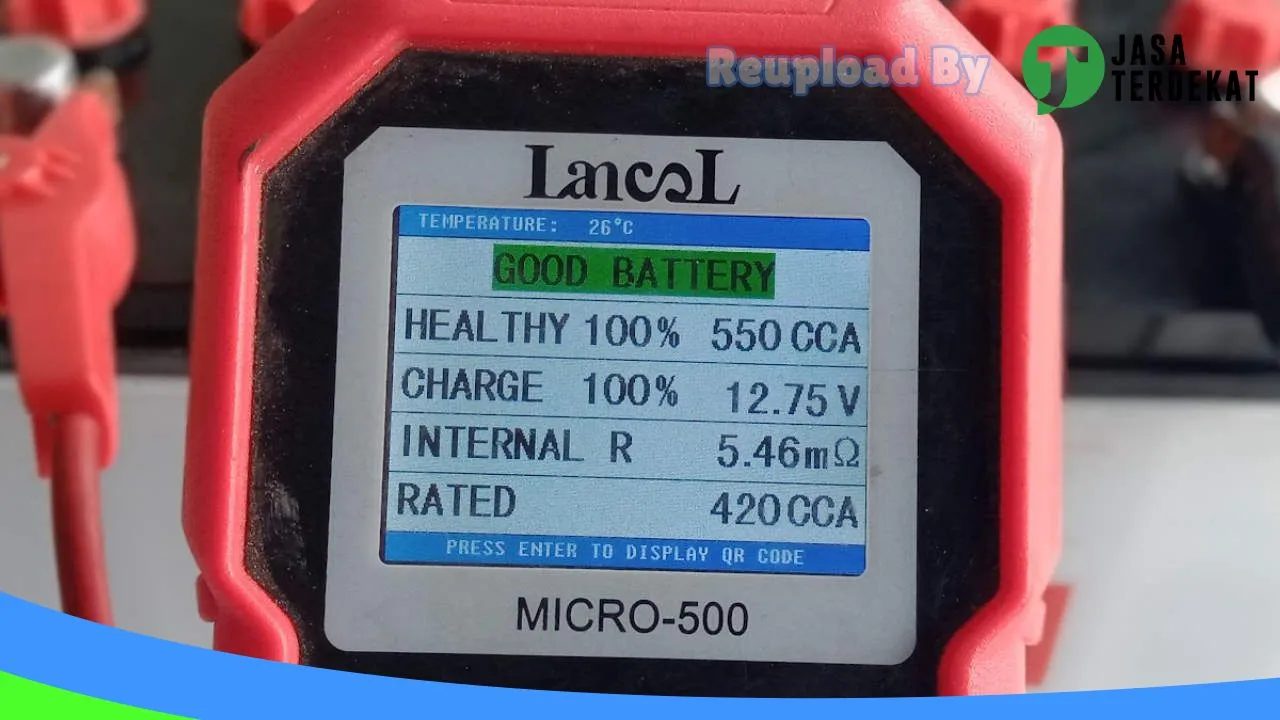 Reupload By
JASA
TERDEKAT
Lancol
TEMPERATURE: 26°C
GOOD BATTERY
HEALTHY 100% 550 CCA
CHARGE 100% 12.75 V
INTERNAL R 5.46mΩ
RATED 420 CCA
PRESS ENTER TO DISPLAY QR CODE
MICRO-500